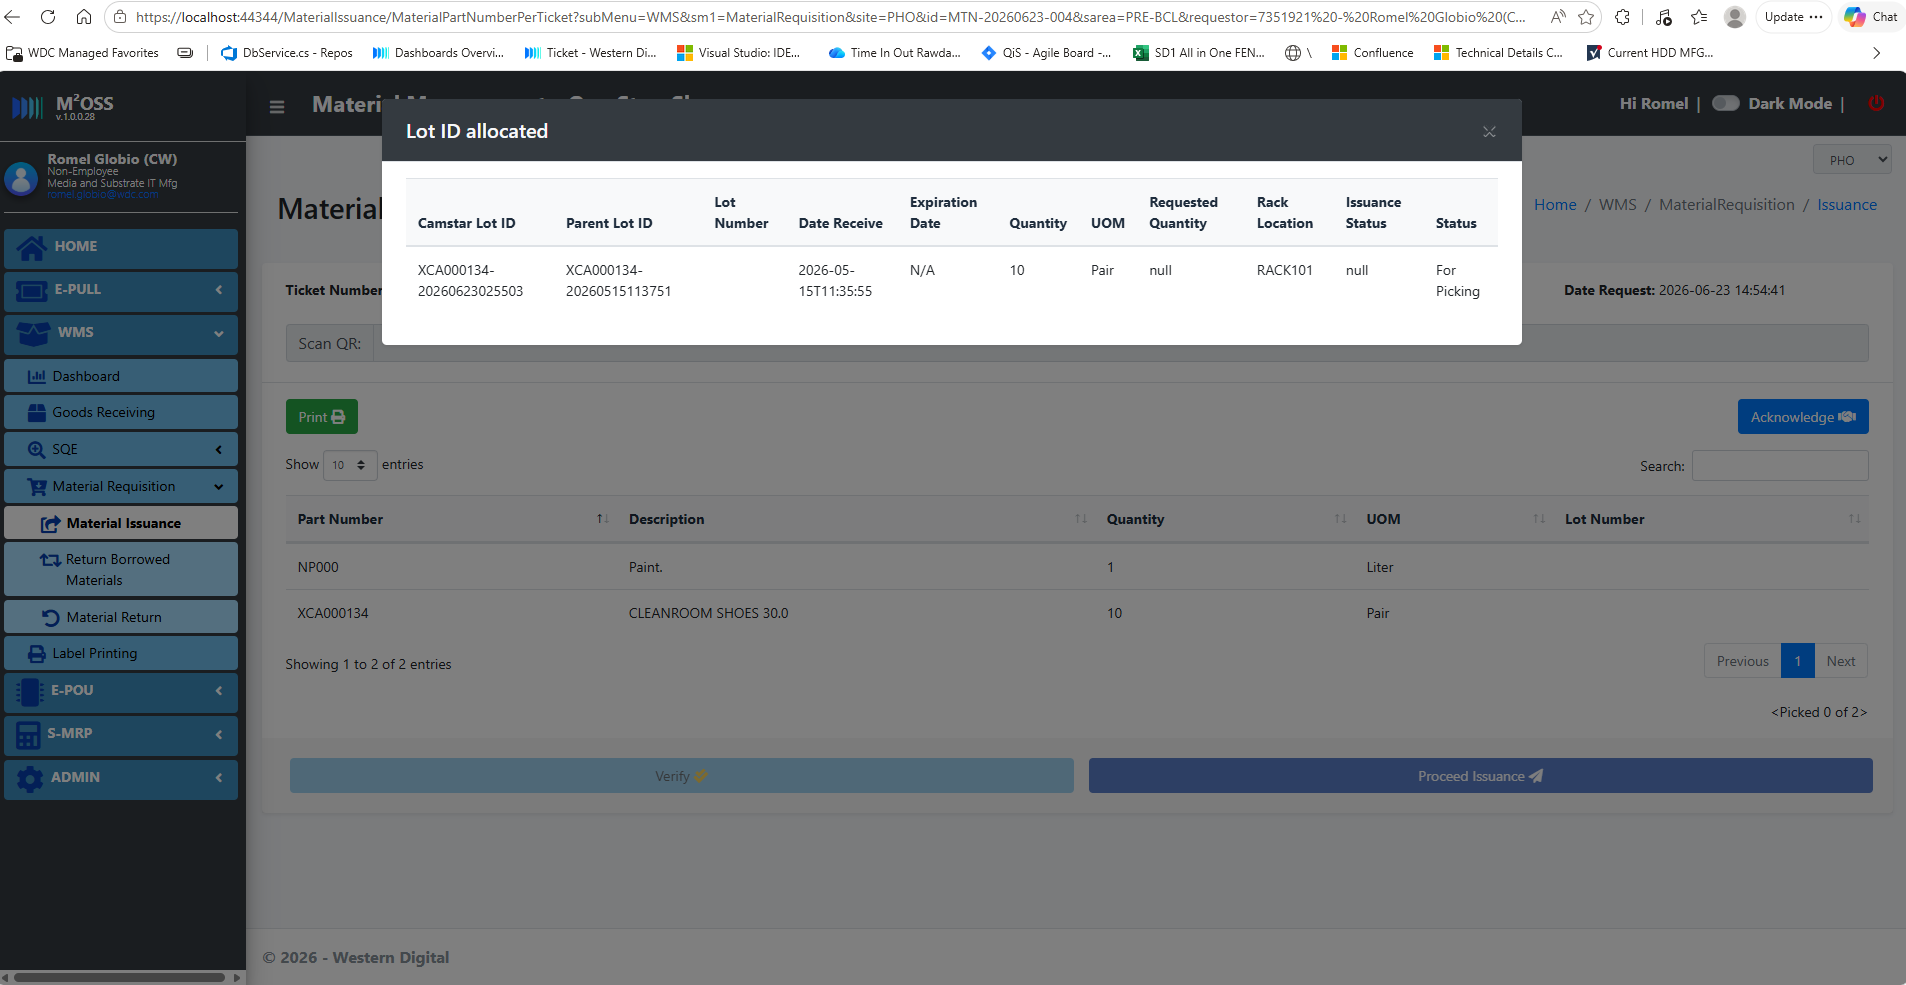 https://localhost:44344/MaterialIssuance/MaterialPartNumberPerTicket?subMenu=WMS&sm1=MaterialRequisition&site=PHO&id=MTN-20260623-004&sarea=PRE-BCL&requestor=7351921%20-%20Romel%20Globio%20(C...
Update
Chat
WDC Managed Favorites
DbService.cs - Repos
Dashboards Overvi...
Ticket - Western Di...
Visual Studio: IDE...
Time In Out Rawda...
QiS - Agile Board -...
SD1 All in One FEN...
\
Confluence
Technical Details C...
Current HDD MFG...
M²OSS
v.1.0.0.28
Hi Romel | Dark Mode |
Lot ID allocated
Romel Globio (CW)
Non-Employee
Media and Substrate IT Mfg
romel.globio@wdc.com
PHO
Material
Home / WMS / MaterialRequisition / Issuance
Camstar Lot ID
Parent Lot ID
Lot
Number
Date Receive
Expiration
Date
Quantity
UOM
Requested
Quantity
Rack
Location
Issuance
Status
Status
XCA000134-
20260623025503
XCA000134-
20260515113751
2026-05-
15T11:35:55
N/A
10
Pair
null
RACK101
null
For
Picking
HOME
E-PULL
WMS
Dashboard
Goods Receiving
SQE
Material Requisition
Material Issuance
Return Borrowed
Materials
Material Return
Label Printing
E-POU
S-MRP
ADMIN
Ticket Number
Date Request: 2026-06-23 14:54:41
Scan QR:
Print
Acknowledge
Show 10 entries
Search:
Part Number
Description
Quantity
UOM
Lot Number
NP000
Paint.
1
Liter
XCA000134
CLEANROOM SHOES 30.0
10
Pair
Showing 1 to 2 of 2 entries
Previous
1
Next
<Picked 0 of 2>
Verify
Proceed Issuance
© 2026 - Western Digital